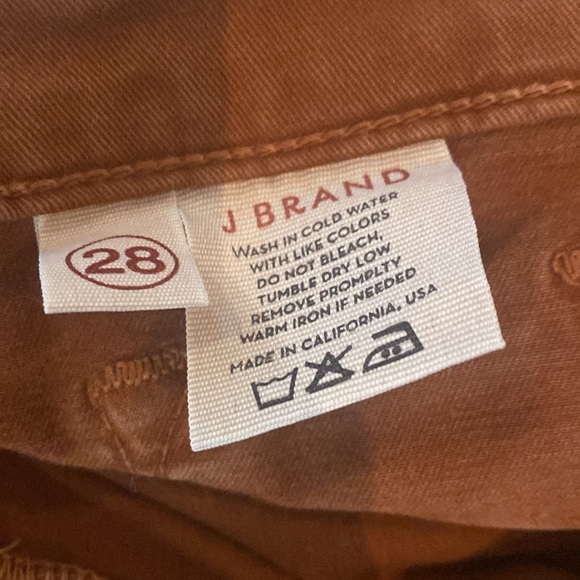 28
J BRAND
WASH IN COLD WATER
WITH LIKE COLORS
DO NOT BLEACH,
TUMBLE DRY LOW
REMOVE PROMPLTY
WARM IRON IF NEEDED
MADE IN CALIFORNIA, USA